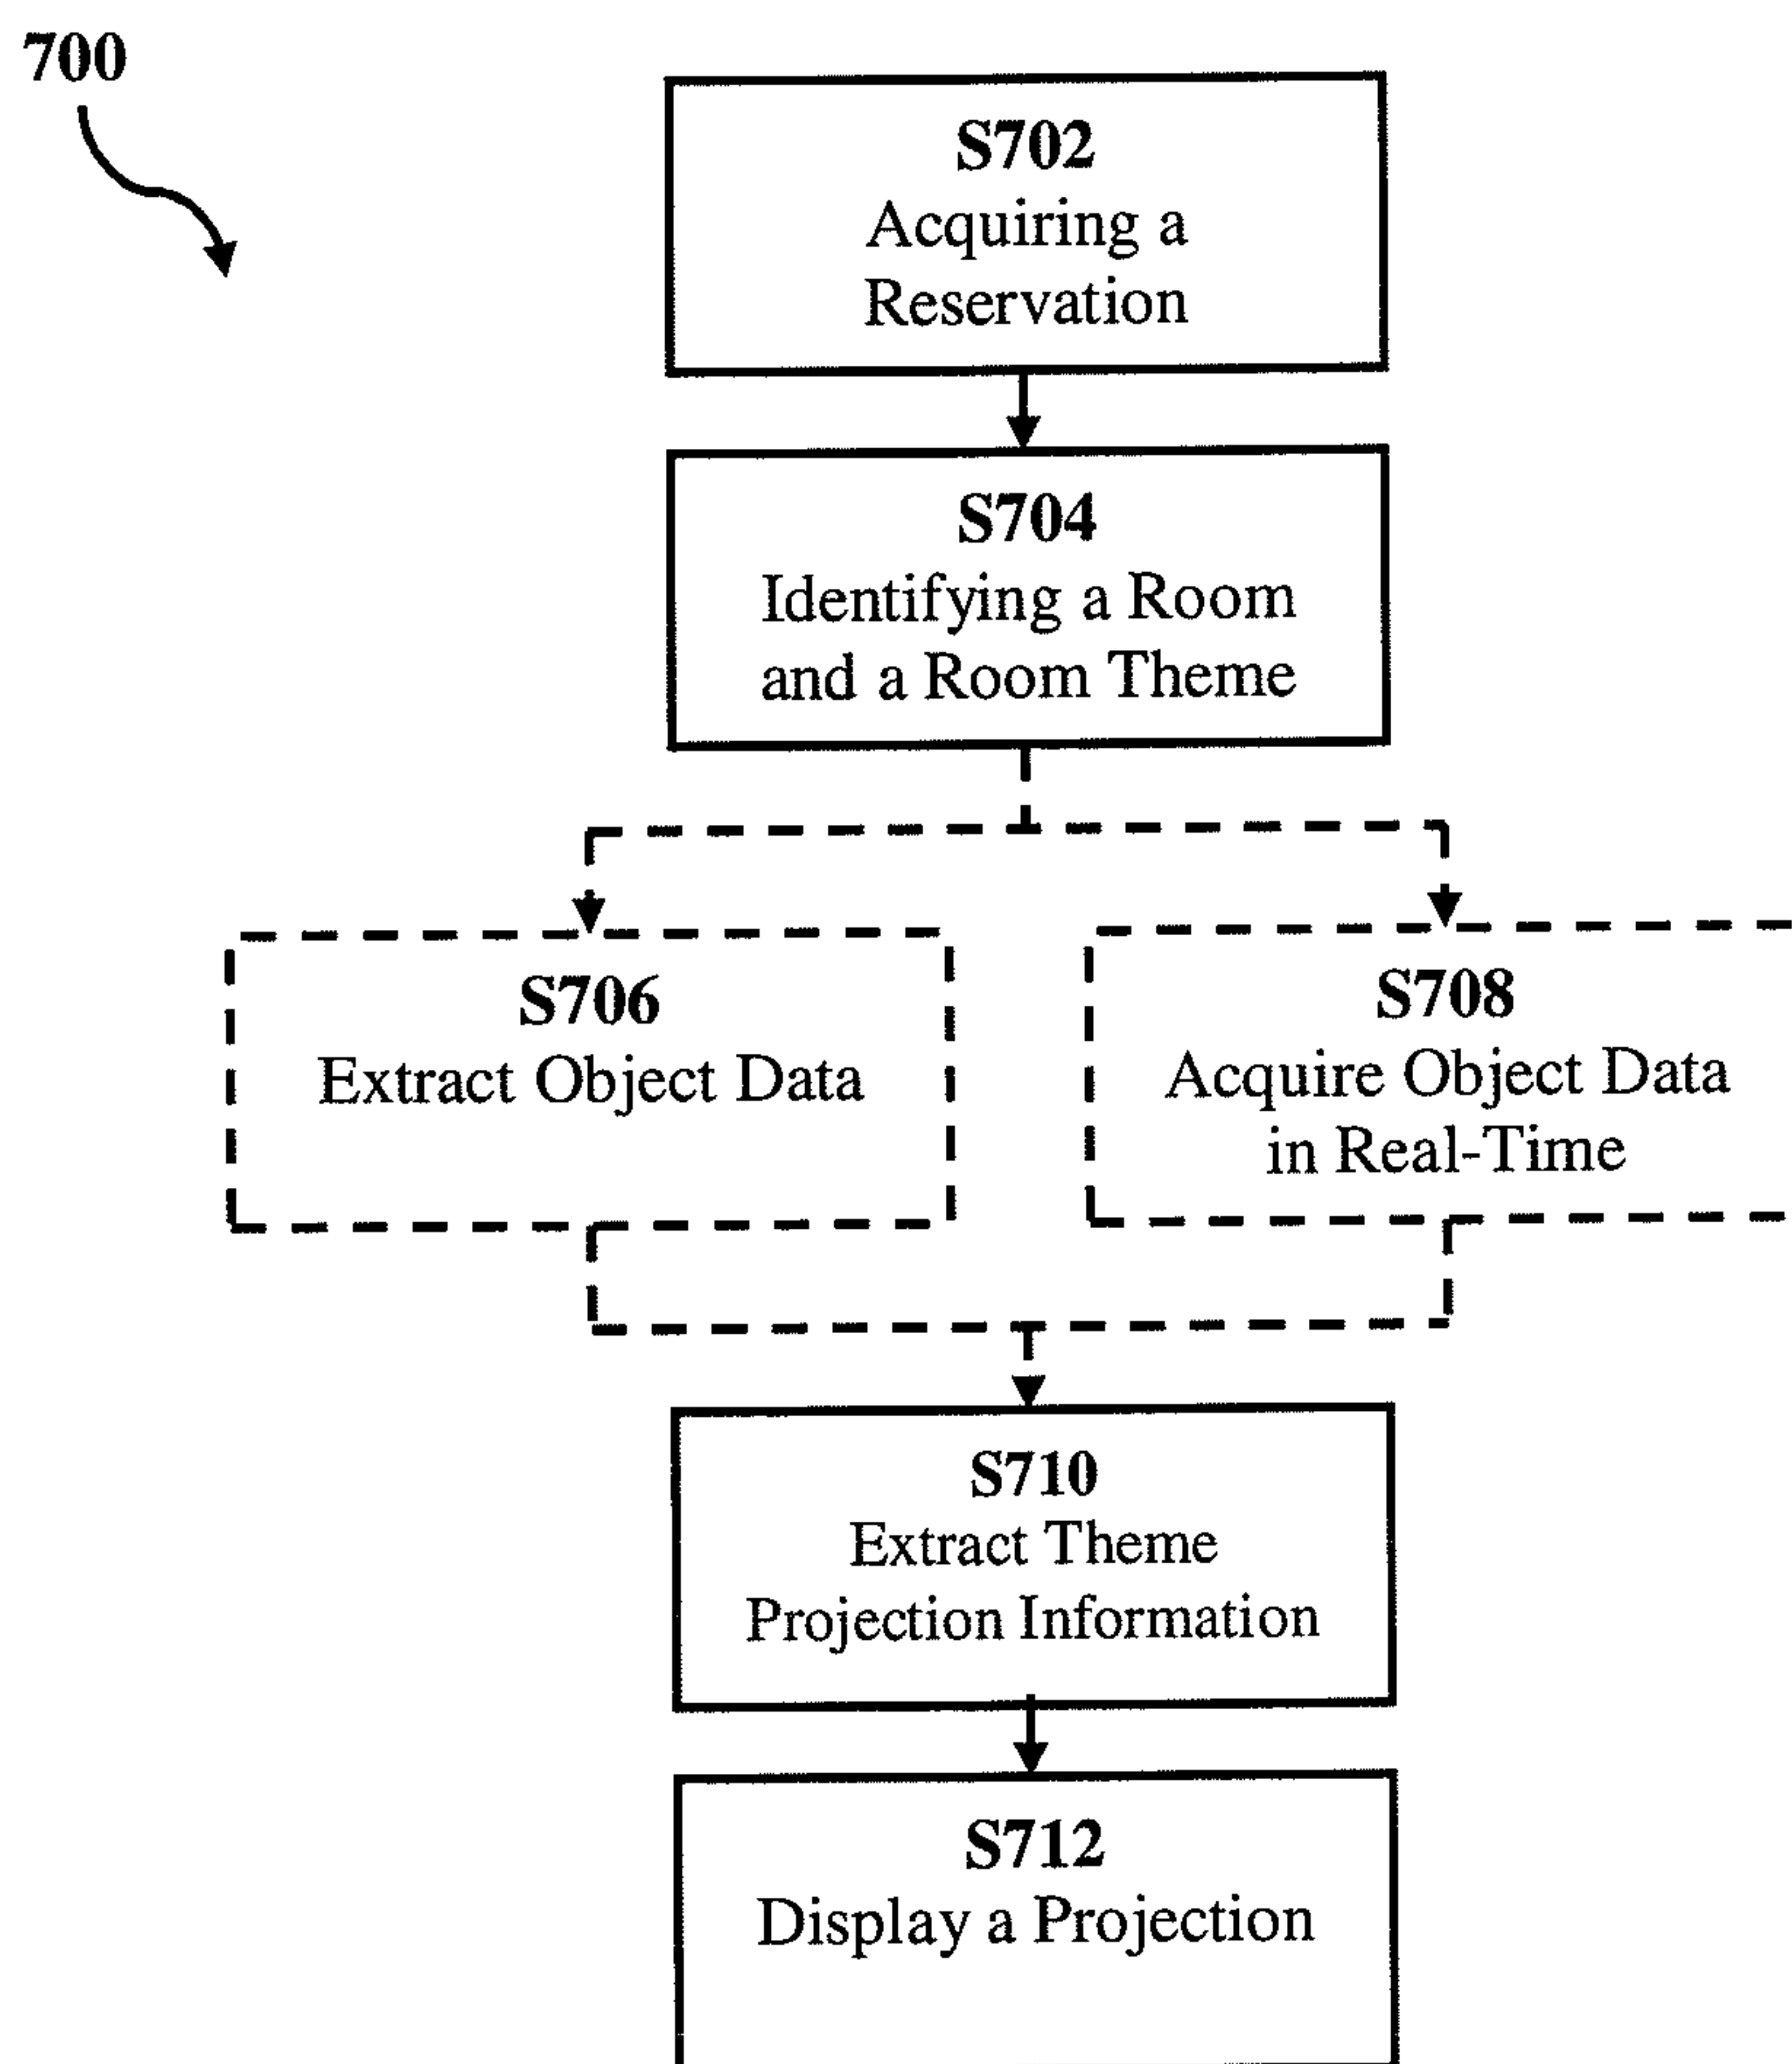 700
S702
Acquiring a
Reservation
S704
Identifying a Room
and a Room Theme
S706
Extract Object Data
S708
Acquire Object Data
in Real-Time
S710
Extract Theme
Projection Information
S712
Display a Projection